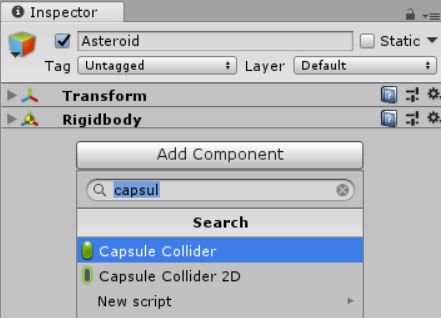 Inspector
Asteroid Static
Tag Untagged Layer Default
Transform
Rigidbody
Add Component
capsul
Search
Capsule Collider
Capsule Collider 2D
New script